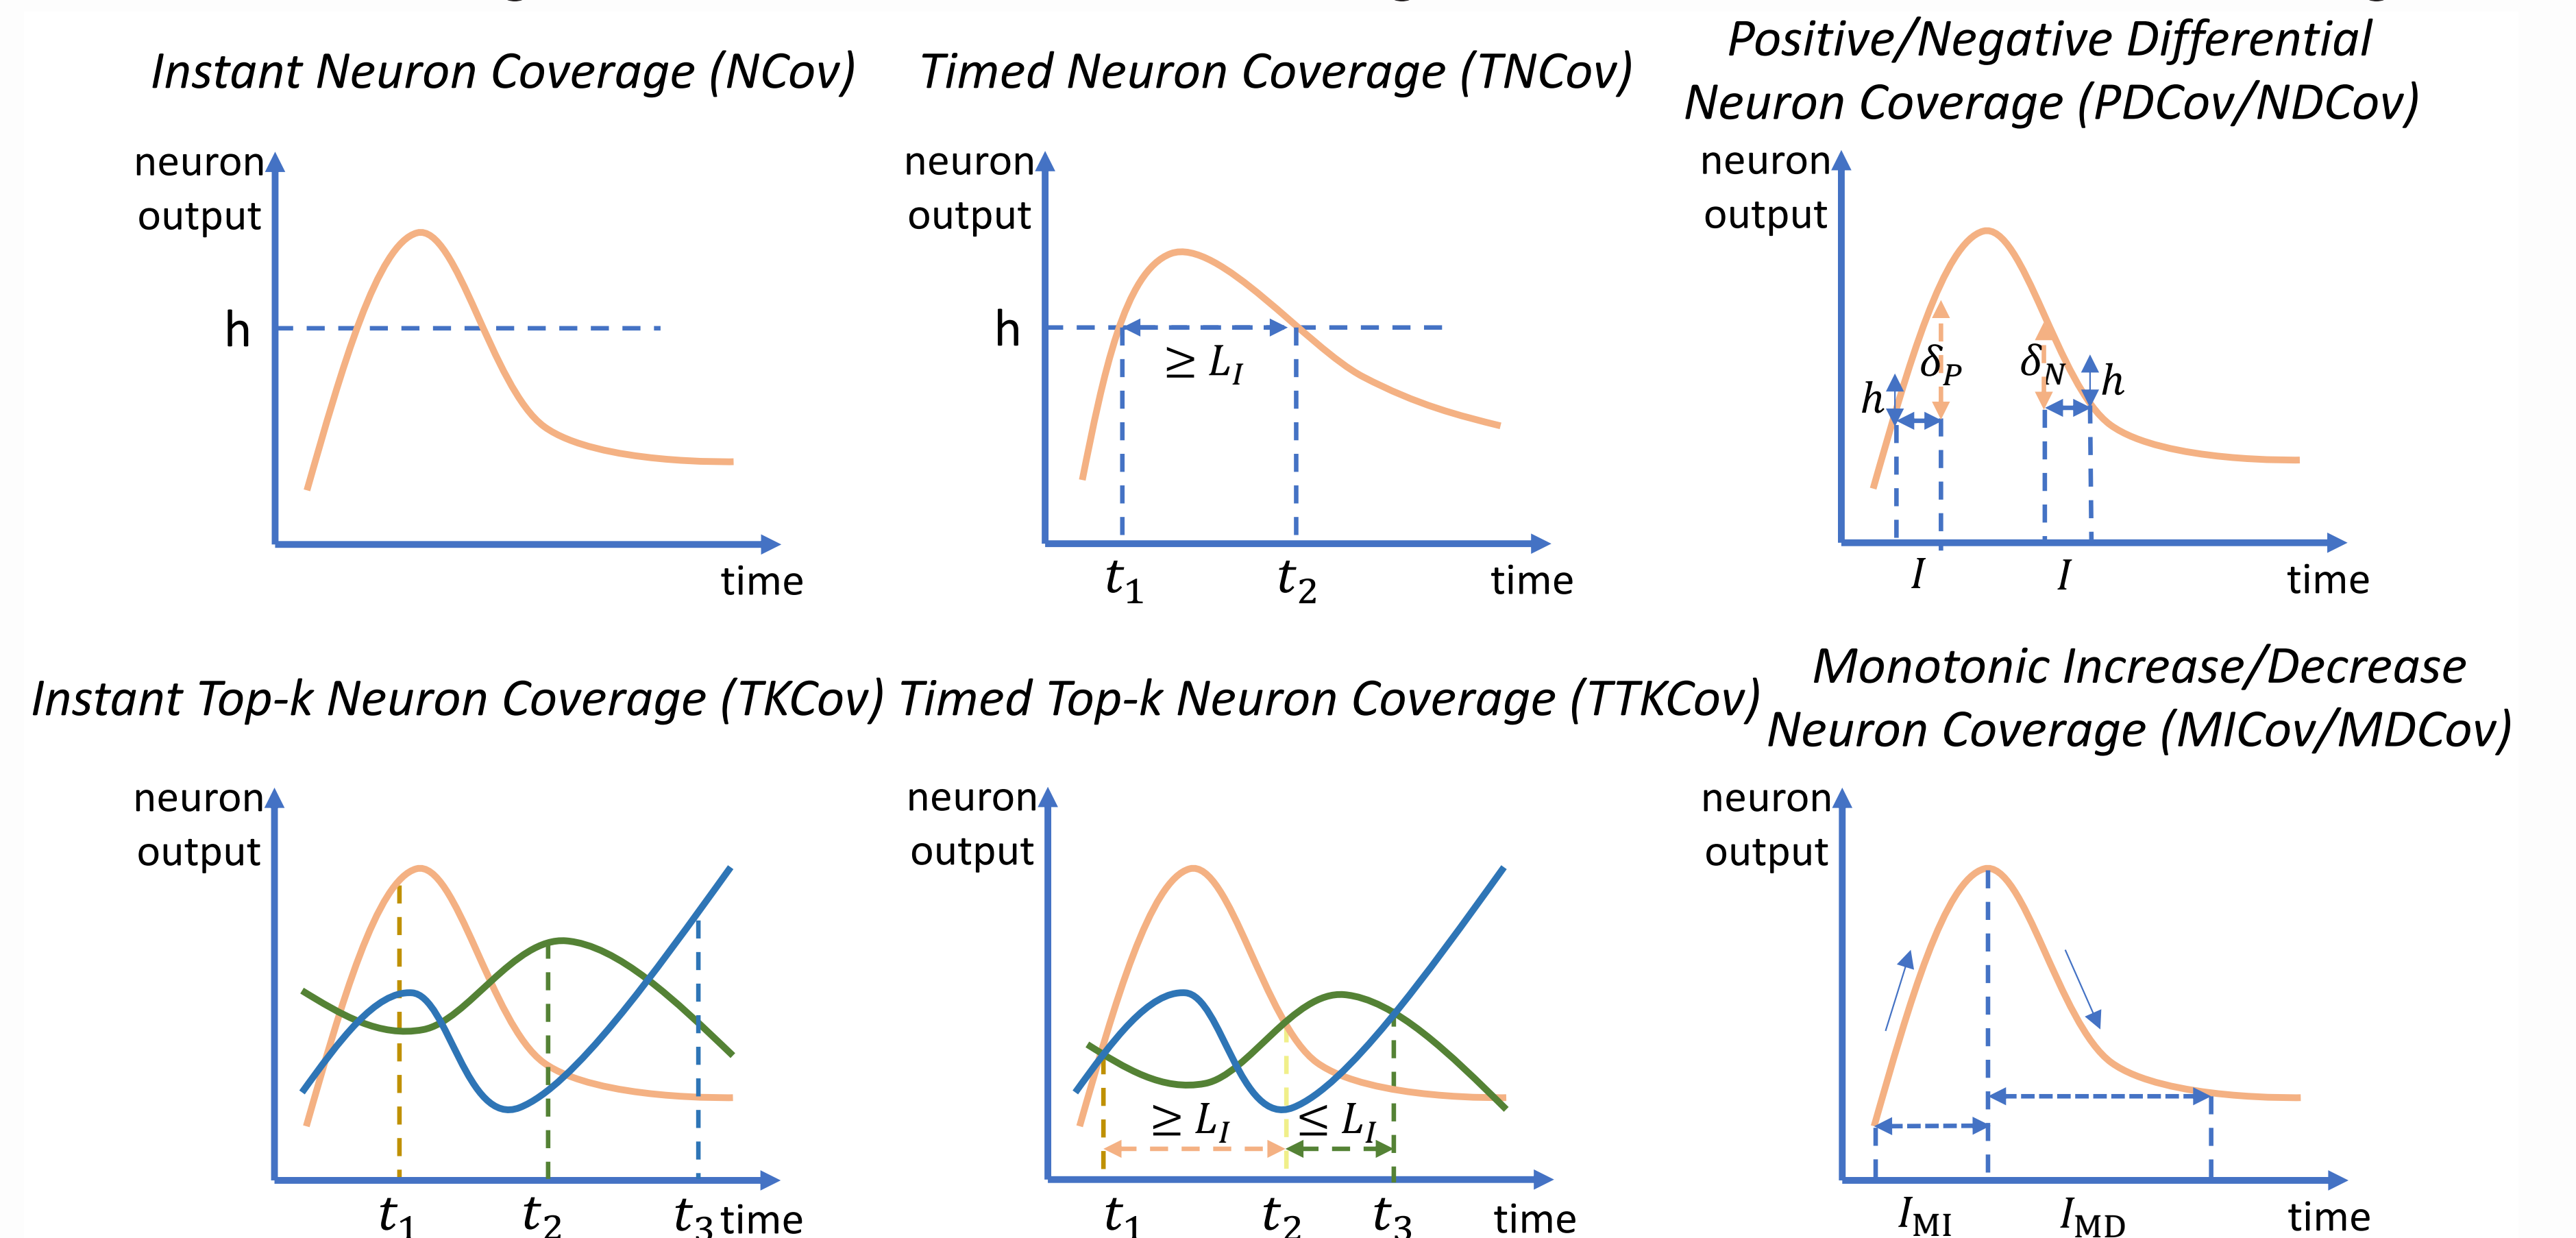 Instant Neuron Coverage (NCov)
neuron
output
h
time
Timed Neuron Coverage (TNCov)
neuron
output
h
≥ L_I
t_1
t_2
time
Positive/Negative Differential
Neuron Coverage (PDCov/NDCov)
neuron
output
h
δ_P
δ_N
h
I
I
time
Instant Top-k Neuron Coverage (TKCov)
neuron
output
t_1
t_2
t_3
time
Timed Top-k Neuron Coverage (TTKCov)
neuron
output
≥ L_I
≤ L_I
t_1
t_2
t_3
time
Monotonic Increase/Decrease
Neuron Coverage (MICov/MDCov)
neuron
output
I_MI
I_MD
time